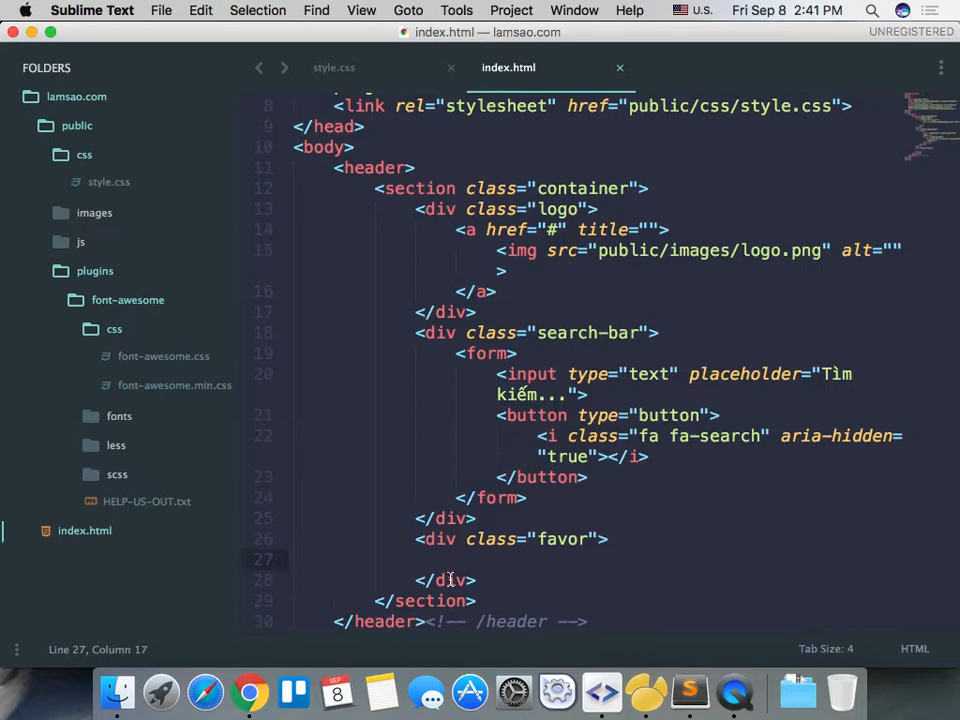 Sublime Text File Edit Selection Find View Goto Tools Project Window Help U.S. Fri Sep 8 2:41 PM
index.html — lamsao.com UNREGISTERED
FOLDERS
lamsao.com
public
css
style.css
images
js
plugins
font-awesome
css
font-awesome.css
font-awesome.min.css
fonts
less
scss
HELP-US-OUT.txt
index.html
style.css × index.html ×
8 <link rel="stylesheet" href="public/css/style.css">
9 </head>
10 <body>
11 <header>
12 <section class="container">
13 <div class="logo">
14 <a href="#" title="">
15 <img src="public/images/logo.png" alt=""
>
16 </a>
17 </div>
18 <div class="search-bar">
19 <form>
20 <input type="text" placeholder="Tìm
kiếm...">
21 <button type="button">
22 <i class="fa fa-search" aria-hidden=
"true"></i>
23 </button>
24 </form>
25 </div>
26 <div class="favor">
27
28 </div>
29 </section>
30 </header><!-- /header -->
Line 27, Column 17 Tab Size: 4 HTML
SEP
8